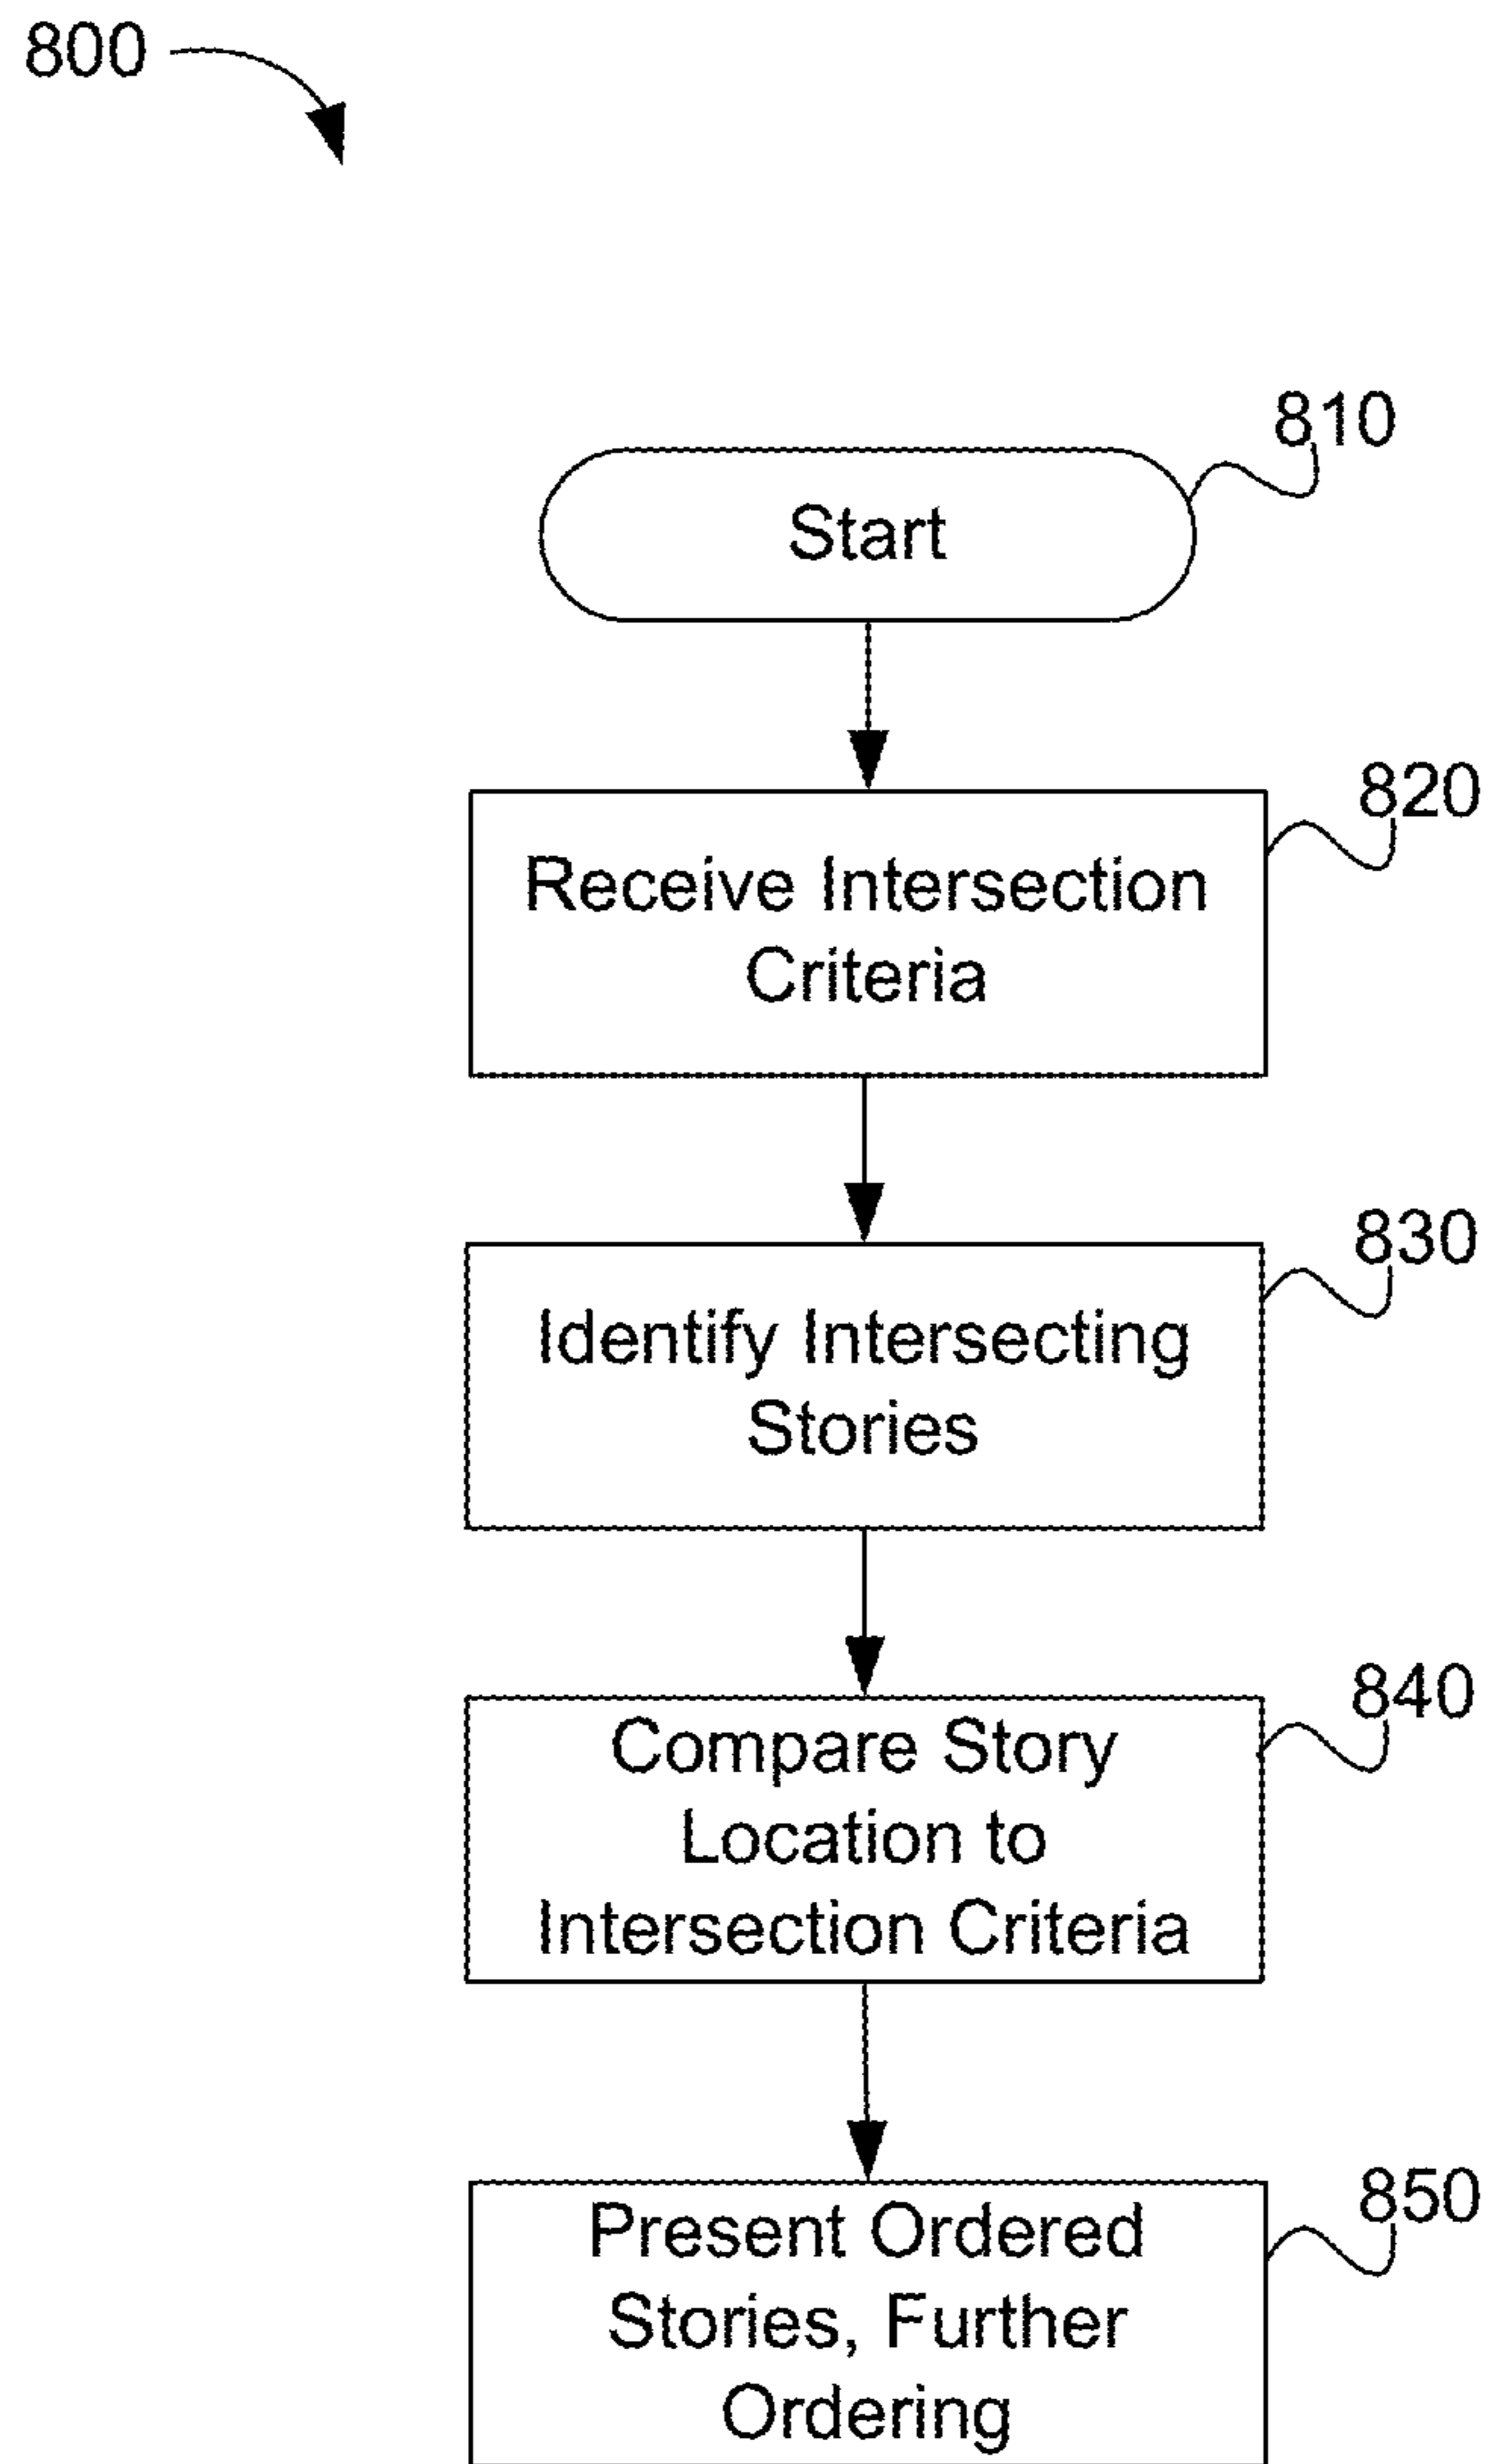 800
810
Start
820
Receive Intersection
Criteria
830
Identify Intersecting
Stories
840
Compare Story
Location to
Intersection Criteria
850
Present Ordered
Stories, Further
Ordering